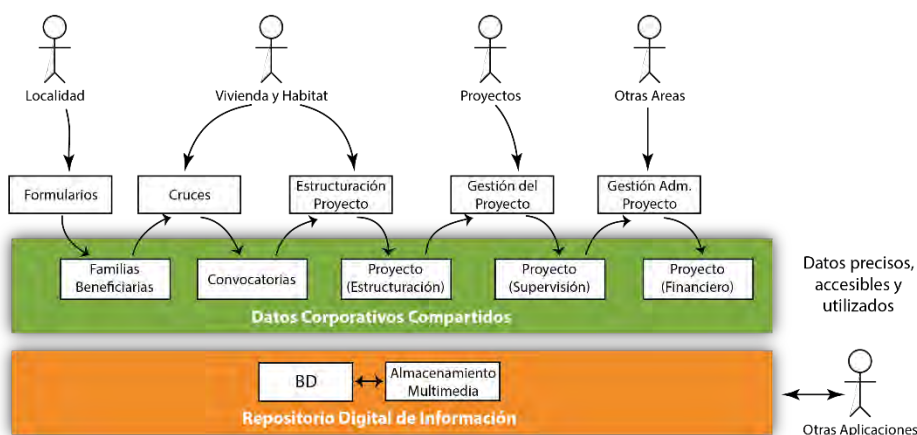 Localidad
Vivienda y Habitat
Proyectos
Otras Areas
Formularios
Cruces
Estructuración
Proyecto
Gestión del
Proyecto
Gestión Adm.
Proyecto
Familias
Beneficiarias
Convocatorias
Proyecto
(Estructuración)
Proyecto
(Supervisión)
Proyecto
(Financiero)
Datos Corporativos Compartidos
Datos precisos,
accesibles y
utilizados
BD
Almacenamiento
Multimedia
Repositorio Digital de Información
Otras Aplicaciones